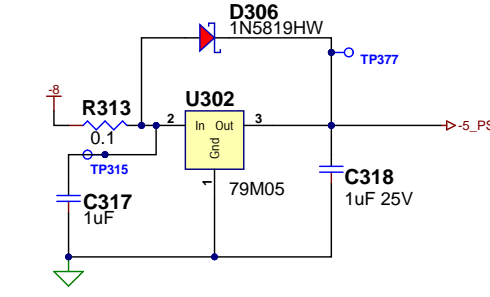 D306
1N5819HW
TP377
-8
R313
0.1
U302
2
In Out
3
Gnd
-5_PS
TP315
1
79M05
C317
1uF
C318
1uF 25V